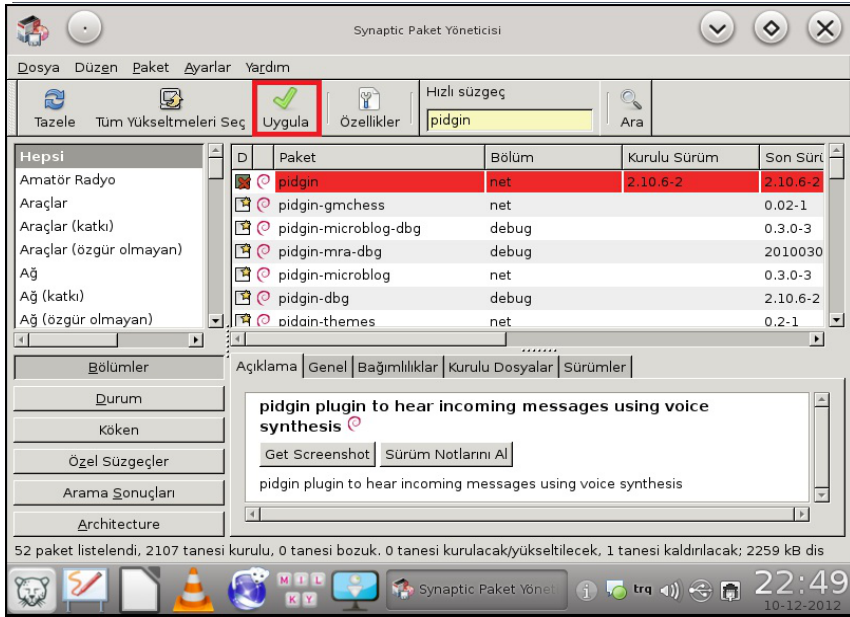 Synaptic Paket Yöneticisi
Dosya Düzen Paket Ayarlar Yardım
Tazele Tüm Yükseltmeleri Seç Uygula Özellikler Hızlı süzgeç pidgin Ara
Hepsi
Amatör Radyo
Araçlar
Araçlar (katkı)
Araçlar (özgür olmayan)
Ağ
Ağ (katkı)
Ağ (özgür olmayan)
D Paket Bölüm Kurulu Sürüm Son Sürü
pidgin net 2.10.6-2 2.10.6-2
pidgin-gmchess net 0.02-1
pidgin-microblog-dbg debug 0.3.0-3
pidgin-mra-dbg debug 2010030
pidgin-microblog net 0.3.0-3
pidgin-dbg debug 2.10.6-2
pidgin-themes net 0.2-1
Bölümler
Durum
Köken
Özel Süzgeçler
Arama Sonuçları
Architecture
Açıklama Genel Bağımlılıklar Kurulu Dosyalar Sürümler
pidgin plugin to hear incoming messages using voice
synthesis
Get Screenshot Sürüm Notlarını Al
pidgin plugin to hear incoming messages using voice synthesis
52 paket listelendi, 2107 tanesi kurulu, 0 tanesi bozuk. 0 tanesi kurulacak/yükseltilecek, 1 tanesi kaldırılacak; 2259 kB dis
MIL
KY
Synaptic Paket Yönet
trq
22:49
10-12-2012